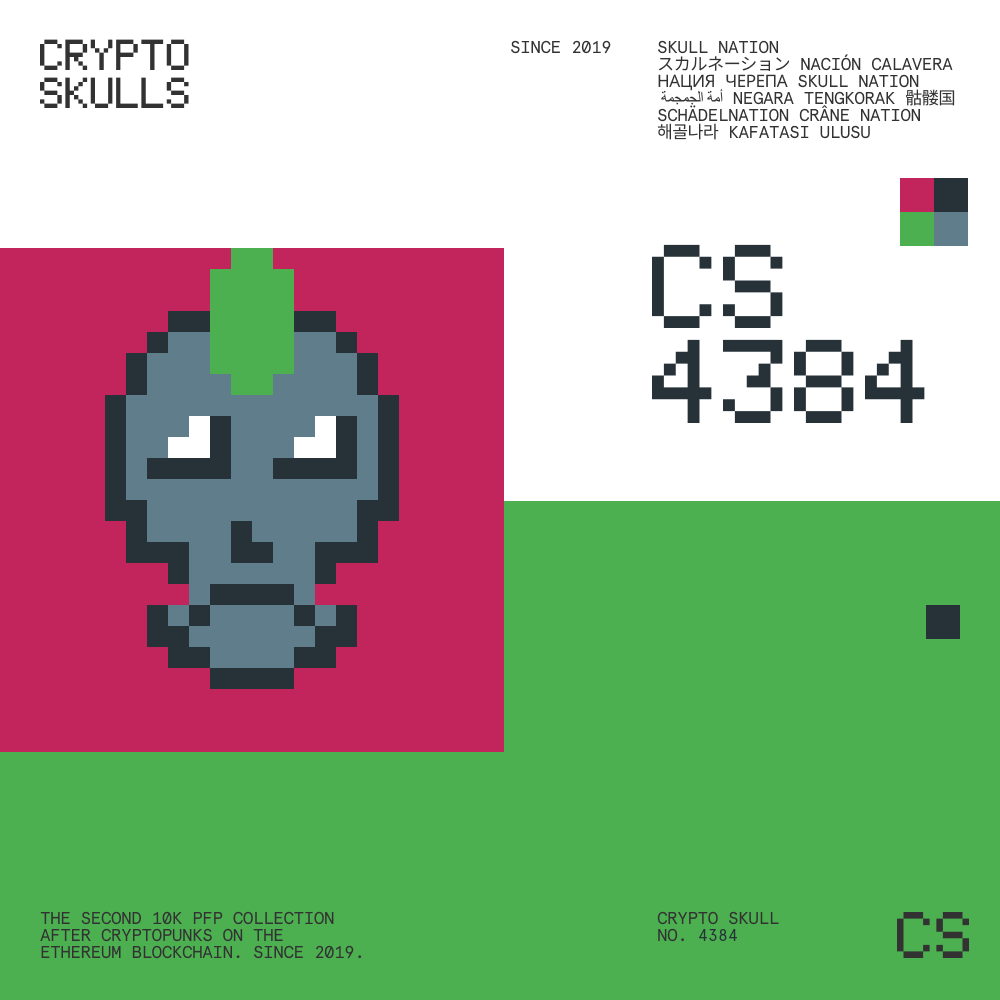 CRYPTO
SKULLS
SINCE 2019
SKULL NATION
スカルネーション NACIÓN CALAVERA
НАЦИЯ ЧЕРЕПА SKULL NATION
أمة الجمجمة NEGARA TENGKORAK 骷髅国
SCHÄDELNATION CRÂNE NATION
해골나라 KAFATASI ULUSU
CS
4384
THE SECOND 10K PFP COLLECTION
AFTER CRYPTOPUNKS ON THE
ETHEREUM BLOCKCHAIN. SINCE 2019.
CRYPTO SKULL
NO. 4384
CS